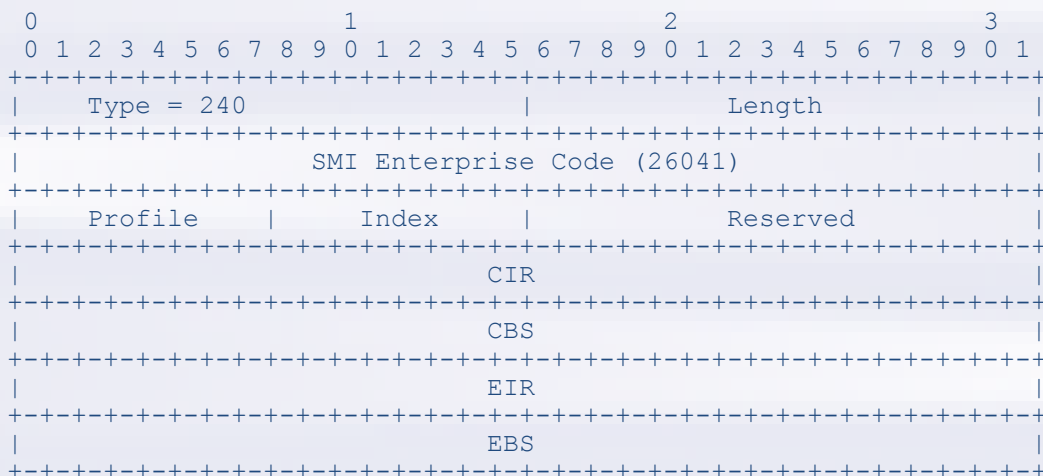 0                   1                   2                   3
 0 1 2 3 4 5 6 7 8 9 0 1 2 3 4 5 6 7 8 9 0 1 2 3 4 5 6 7 8 9 0 1
+-+-+-+-+-+-+-+-+-+-+-+-+-+-+-+-+-+-+-+-+-+-+-+-+-+-+-+-+-+-+-+-+
|    Type = 240                 |            Length             |
+-+-+-+-+-+-+-+-+-+-+-+-+-+-+-+-+-+-+-+-+-+-+-+-+-+-+-+-+-+-+-+-+
|                  SMI Enterprise Code (26041)                  |
+-+-+-+-+-+-+-+-+-+-+-+-+-+-+-+-+-+-+-+-+-+-+-+-+-+-+-+-+-+-+-+-+
|    Profile    |     Index     |            Reserved           |
+-+-+-+-+-+-+-+-+-+-+-+-+-+-+-+-+-+-+-+-+-+-+-+-+-+-+-+-+-+-+-+-+
|                             CIR                               |
+-+-+-+-+-+-+-+-+-+-+-+-+-+-+-+-+-+-+-+-+-+-+-+-+-+-+-+-+-+-+-+-+
|                             CBS                               |
+-+-+-+-+-+-+-+-+-+-+-+-+-+-+-+-+-+-+-+-+-+-+-+-+-+-+-+-+-+-+-+-+
|                             EIR                               |
+-+-+-+-+-+-+-+-+-+-+-+-+-+-+-+-+-+-+-+-+-+-+-+-+-+-+-+-+-+-+-+-+
|                             EBS                               |
+-+-+-+-+-+-+-+-+-+-+-+-+-+-+-+-+-+-+-+-+-+-+-+-+-+-+-+-+-+-+-+-+